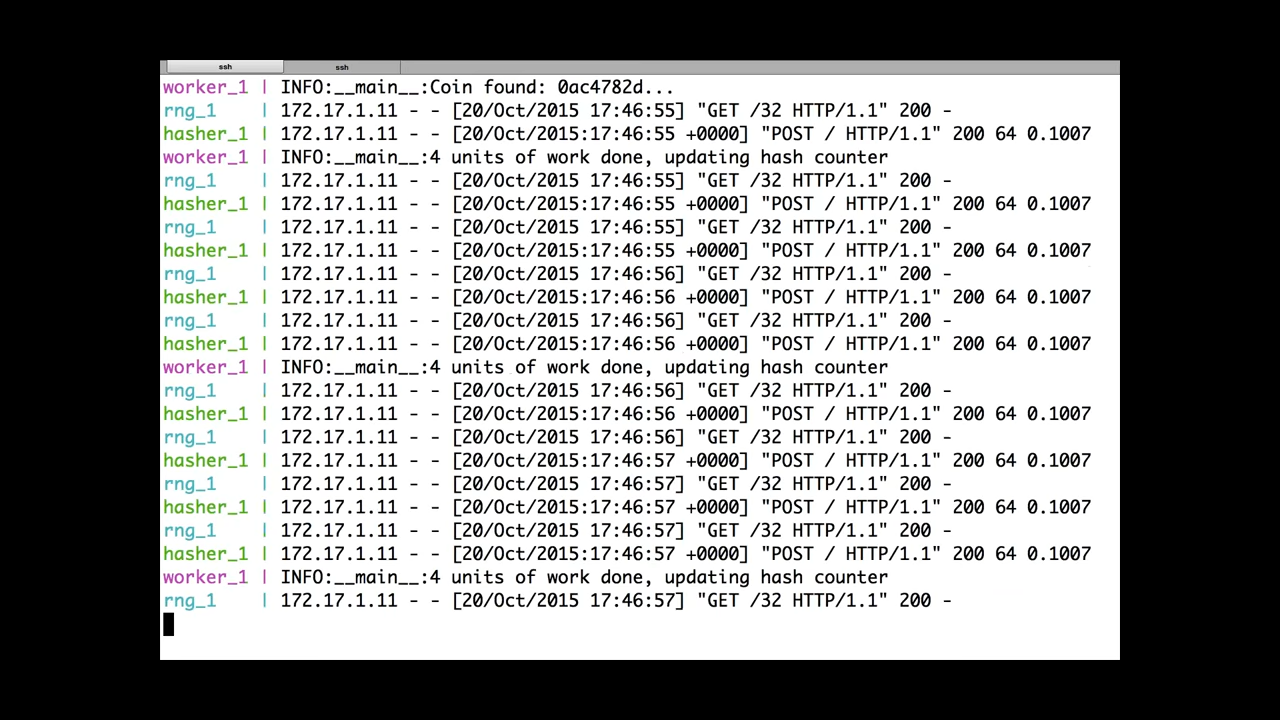 ssh ssh
worker_1 | INFO:__main__:Coin found: 0ac4782d...
rng_1 | 172.17.1.11 - - [20/Oct/2015 17:46:55] "GET /32 HTTP/1.1" 200 -
hasher_1 | 172.17.1.11 - - [20/Oct/2015:17:46:55 +0000] "POST / HTTP/1.1" 200 64 0.1007
worker_1 | INFO:__main__:4 units of work done, updating hash counter
rng_1 | 172.17.1.11 - - [20/Oct/2015 17:46:55] "GET /32 HTTP/1.1" 200 -
hasher_1 | 172.17.1.11 - - [20/Oct/2015:17:46:55 +0000] "POST / HTTP/1.1" 200 64 0.1007
rng_1 | 172.17.1.11 - - [20/Oct/2015 17:46:55] "GET /32 HTTP/1.1" 200 -
hasher_1 | 172.17.1.11 - - [20/Oct/2015:17:46:55 +0000] "POST / HTTP/1.1" 200 64 0.1007
rng_1 | 172.17.1.11 - - [20/Oct/2015 17:46:56] "GET /32 HTTP/1.1" 200 -
hasher_1 | 172.17.1.11 - - [20/Oct/2015:17:46:56 +0000] "POST / HTTP/1.1" 200 64 0.1007
rng_1 | 172.17.1.11 - - [20/Oct/2015 17:46:56] "GET /32 HTTP/1.1" 200 -
hasher_1 | 172.17.1.11 - - [20/Oct/2015:17:46:56 +0000] "POST / HTTP/1.1" 200 64 0.1007
worker_1 | INFO:__main__:4 units of work done, updating hash counter
rng_1 | 172.17.1.11 - - [20/Oct/2015 17:46:56] "GET /32 HTTP/1.1" 200 -
hasher_1 | 172.17.1.11 - - [20/Oct/2015:17:46:56 +0000] "POST / HTTP/1.1" 200 64 0.1007
rng_1 | 172.17.1.11 - - [20/Oct/2015 17:46:56] "GET /32 HTTP/1.1" 200 -
hasher_1 | 172.17.1.11 - - [20/Oct/2015:17:46:57 +0000] "POST / HTTP/1.1" 200 64 0.1007
rng_1 | 172.17.1.11 - - [20/Oct/2015 17:46:57] "GET /32 HTTP/1.1" 200 -
hasher_1 | 172.17.1.11 - - [20/Oct/2015:17:46:57 +0000] "POST / HTTP/1.1" 200 64 0.1007
rng_1 | 172.17.1.11 - - [20/Oct/2015 17:46:57] "GET /32 HTTP/1.1" 200 -
hasher_1 | 172.17.1.11 - - [20/Oct/2015:17:46:57 +0000] "POST / HTTP/1.1" 200 64 0.1007
worker_1 | INFO:__main__:4 units of work done, updating hash counter
rng_1 | 172.17.1.11 - - [20/Oct/2015 17:46:57] "GET /32 HTTP/1.1" 200 -